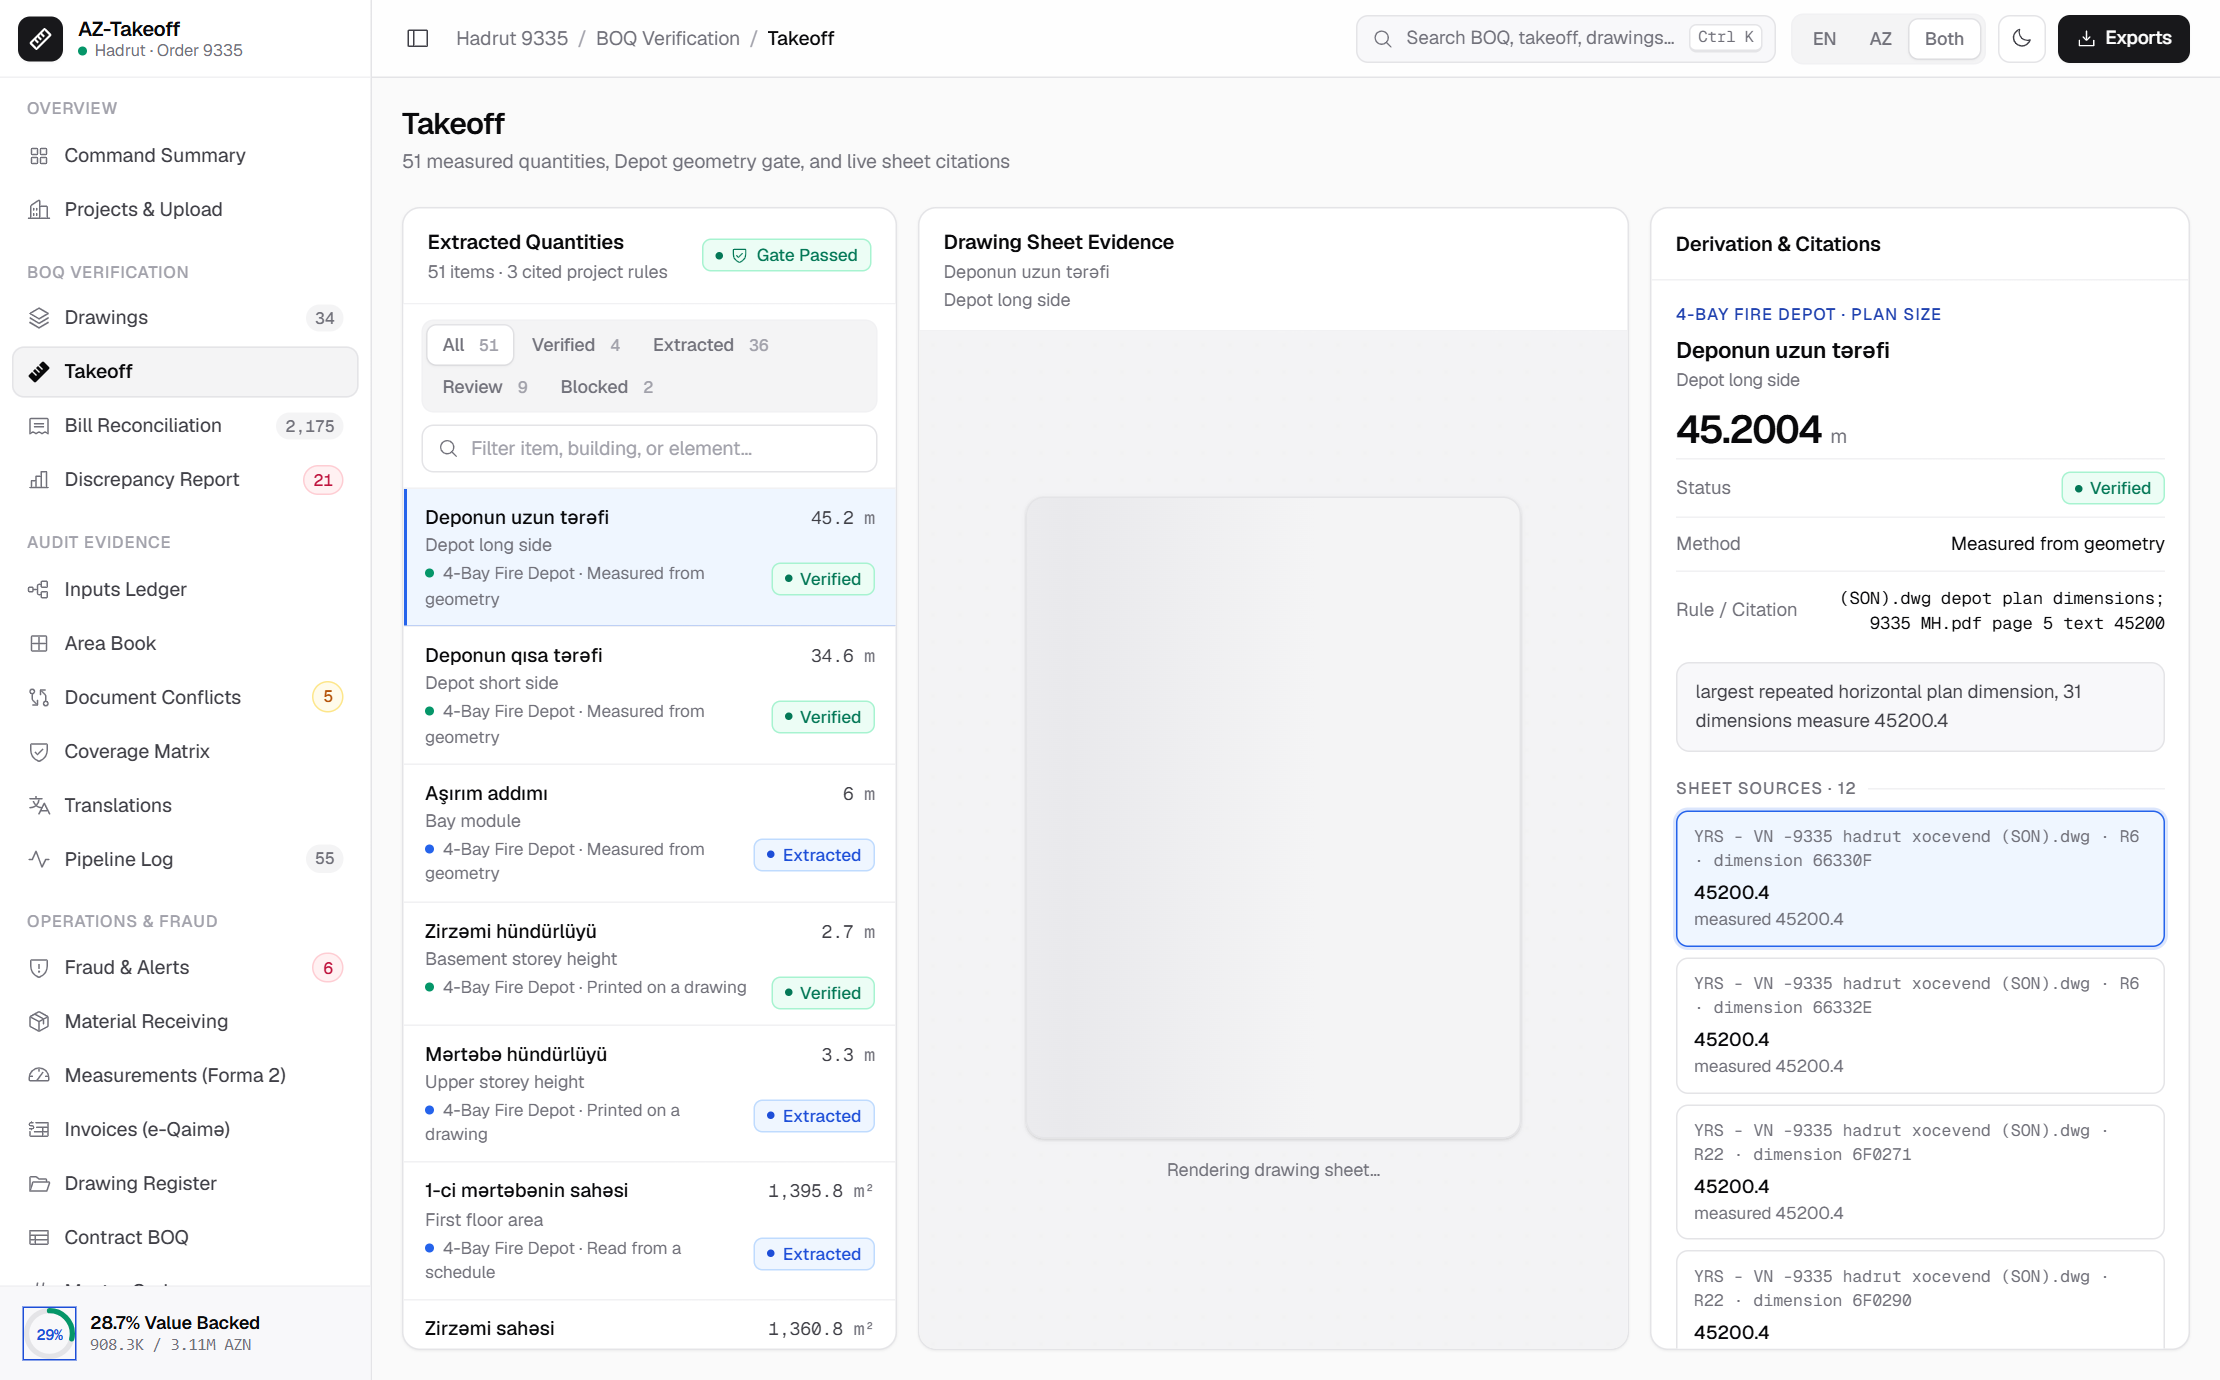 AZ-Takeoff
Hadrut · Order 9335
OVERVIEW
Command Summary
Projects & Upload
BOQ VERIFICATION
Drawings 34
Takeoff
Bill Reconciliation 2,175
Discrepancy Report 21
AUDIT EVIDENCE
Inputs Ledger
Area Book
Document Conflicts 5
Coverage Matrix
Translations
Pipeline Log 55
OPERATIONS & FRAUD
Fraud & Alerts 6
Material Receiving
Measurements (Forma 2)
Invoices (e-Qaimə)
Drawing Register
Contract BOQ
29%
28.7% Value Backed
908.3K / 3.11M AZN
Hadrut 9335 / BOQ Verification / Takeoff
Search BOQ, takeoff, drawings... Ctrl K
EN AZ Both
Exports
Takeoff
51 measured quantities, Depot geometry gate, and live sheet citations
Extracted Quantities
51 items · 3 cited project rules
Gate Passed
All 51 Verified 4 Extracted 36
Review 9 Blocked 2
Filter item, building, or element...
Deponun uzun tərəfi 45.2 m
Depot long side
4-Bay Fire Depot · Measured from
geometry
Verified
Deponun qısa tərəfi 34.6 m
Depot short side
4-Bay Fire Depot · Measured from
geometry
Verified
Aşırım addımı 6 m
Bay module
4-Bay Fire Depot · Measured from
geometry
Extracted
Zirzəmi hündürlüyü 2.7 m
Basement storey height
4-Bay Fire Depot · Printed on a drawing
Verified
Mərtəbə hündürlüyü 3.3 m
Upper storey height
4-Bay Fire Depot · Printed on a
drawing
Extracted
1-ci mərtəbənin sahəsi 1,395.8 m²
First floor area
4-Bay Fire Depot · Read from a
schedule
Extracted
Zirzəmi sahəsi 1,360.8 m²
Drawing Sheet Evidence
Deponun uzun tərəfi
Depot long side
Rendering drawing sheet...
Derivation & Citations
4-BAY FIRE DEPOT · PLAN SIZE
Deponun uzun tərəfi
Depot long side
45.2004 m
Status Verified
Method Measured from geometry
Rule / Citation (SON).dwg depot plan dimensions;
9335 MH.pdf page 5 text 45200
largest repeated horizontal plan dimension, 31
dimensions measure 45200.4
SHEET SOURCES · 12
YRS - VN -9335 hadrut xocevend (SON).dwg · R6
· dimension 66330F
45200.4
measured 45200.4
YRS - VN -9335 hadrut xocevend (SON).dwg · R6
· dimension 66332E
45200.4
measured 45200.4
YRS - VN -9335 hadrut xocevend (SON).dwg ·
R22 · dimension 6F0271
45200.4
measured 45200.4
YRS - VN -9335 hadrut xocevend (SON).dwg ·
R22 · dimension 6F0290
45200.4